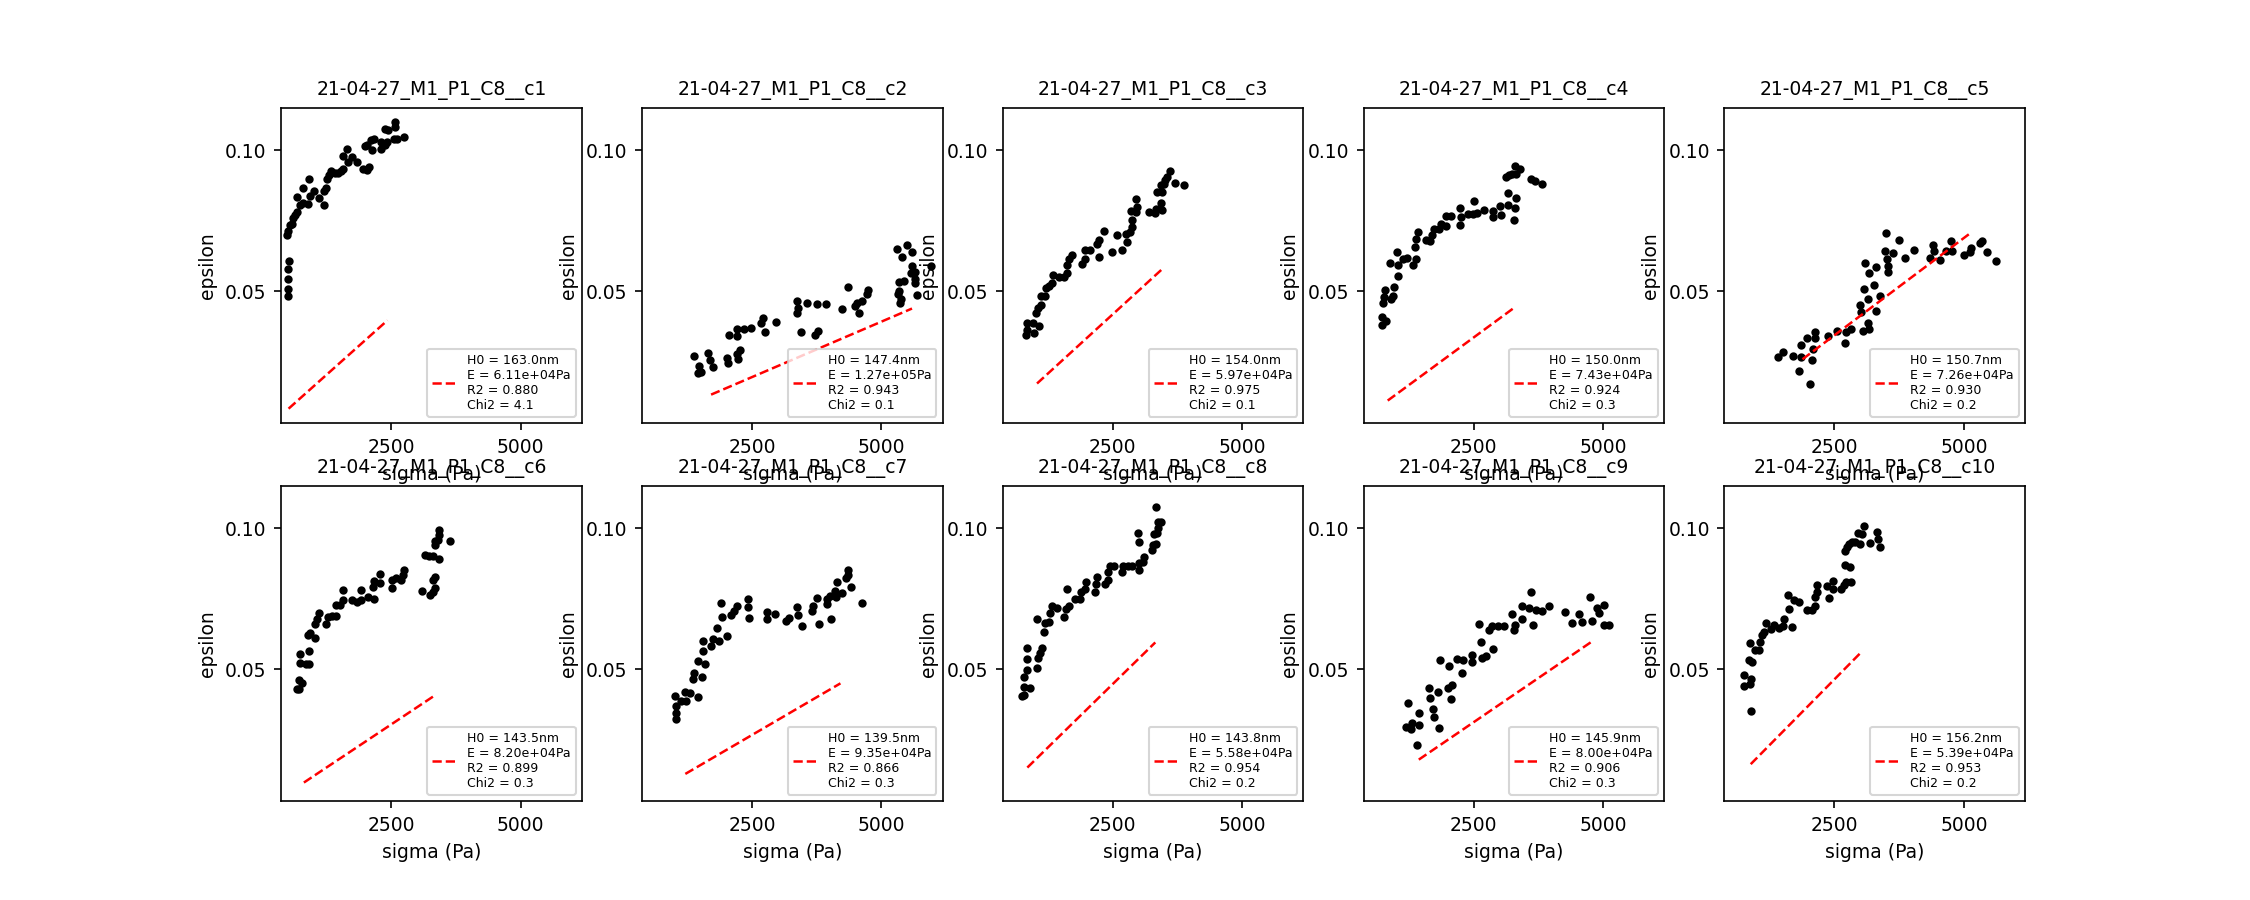 21-04-27_M1_P1_C8__c1
0.10
0.05
epsilon
H0 = 163.0nm
E = 6.11e+04Pa
R2 = 0.880
Chi2 = 4.1
2500 5000
sigma (Pa)
21-04-27_M1_P1_C8__c2
0.10
0.05
epsilon
H0 = 147.4nm
E = 1.27e+05Pa
R2 = 0.943
Chi2 = 0.1
2500 5000
sigma (Pa)
21-04-27_M1_P1_C8__c3
0.10
0.05
epsilon
H0 = 154.0nm
E = 5.97e+04Pa
R2 = 0.975
Chi2 = 0.1
2500 5000
sigma (Pa)
21-04-27_M1_P1_C8__c4
0.10
0.05
epsilon
H0 = 150.0nm
E = 7.43e+04Pa
R2 = 0.924
Chi2 = 0.3
2500 5000
sigma (Pa)
21-04-27_M1_P1_C8__c5
0.10
0.05
epsilon
H0 = 150.7nm
E = 7.26e+04Pa
R2 = 0.930
Chi2 = 0.2
2500 5000
sigma (Pa)
21-04-27_M1_P1_C8__c6
0.10
0.05
epsilon
H0 = 143.5nm
E = 8.20e+04Pa
R2 = 0.899
Chi2 = 0.3
2500 5000
sigma (Pa)
21-04-27_M1_P1_C8__c7
0.10
0.05
epsilon
H0 = 139.5nm
E = 9.35e+04Pa
R2 = 0.866
Chi2 = 0.3
2500 5000
sigma (Pa)
21-04-27_M1_P1_C8__c8
0.10
0.05
epsilon
H0 = 143.8nm
E = 5.58e+04Pa
R2 = 0.954
Chi2 = 0.2
2500 5000
sigma (Pa)
21-04-27_M1_P1_C8__c9
0.10
0.05
epsilon
H0 = 145.9nm
E = 8.00e+04Pa
R2 = 0.906
Chi2 = 0.3
2500 5000
sigma (Pa)
21-04-27_M1_P1_C8__c10
0.10
0.05
epsilon
H0 = 156.2nm
E = 5.39e+04Pa
R2 = 0.953
Chi2 = 0.2
2500 5000
sigma (Pa)